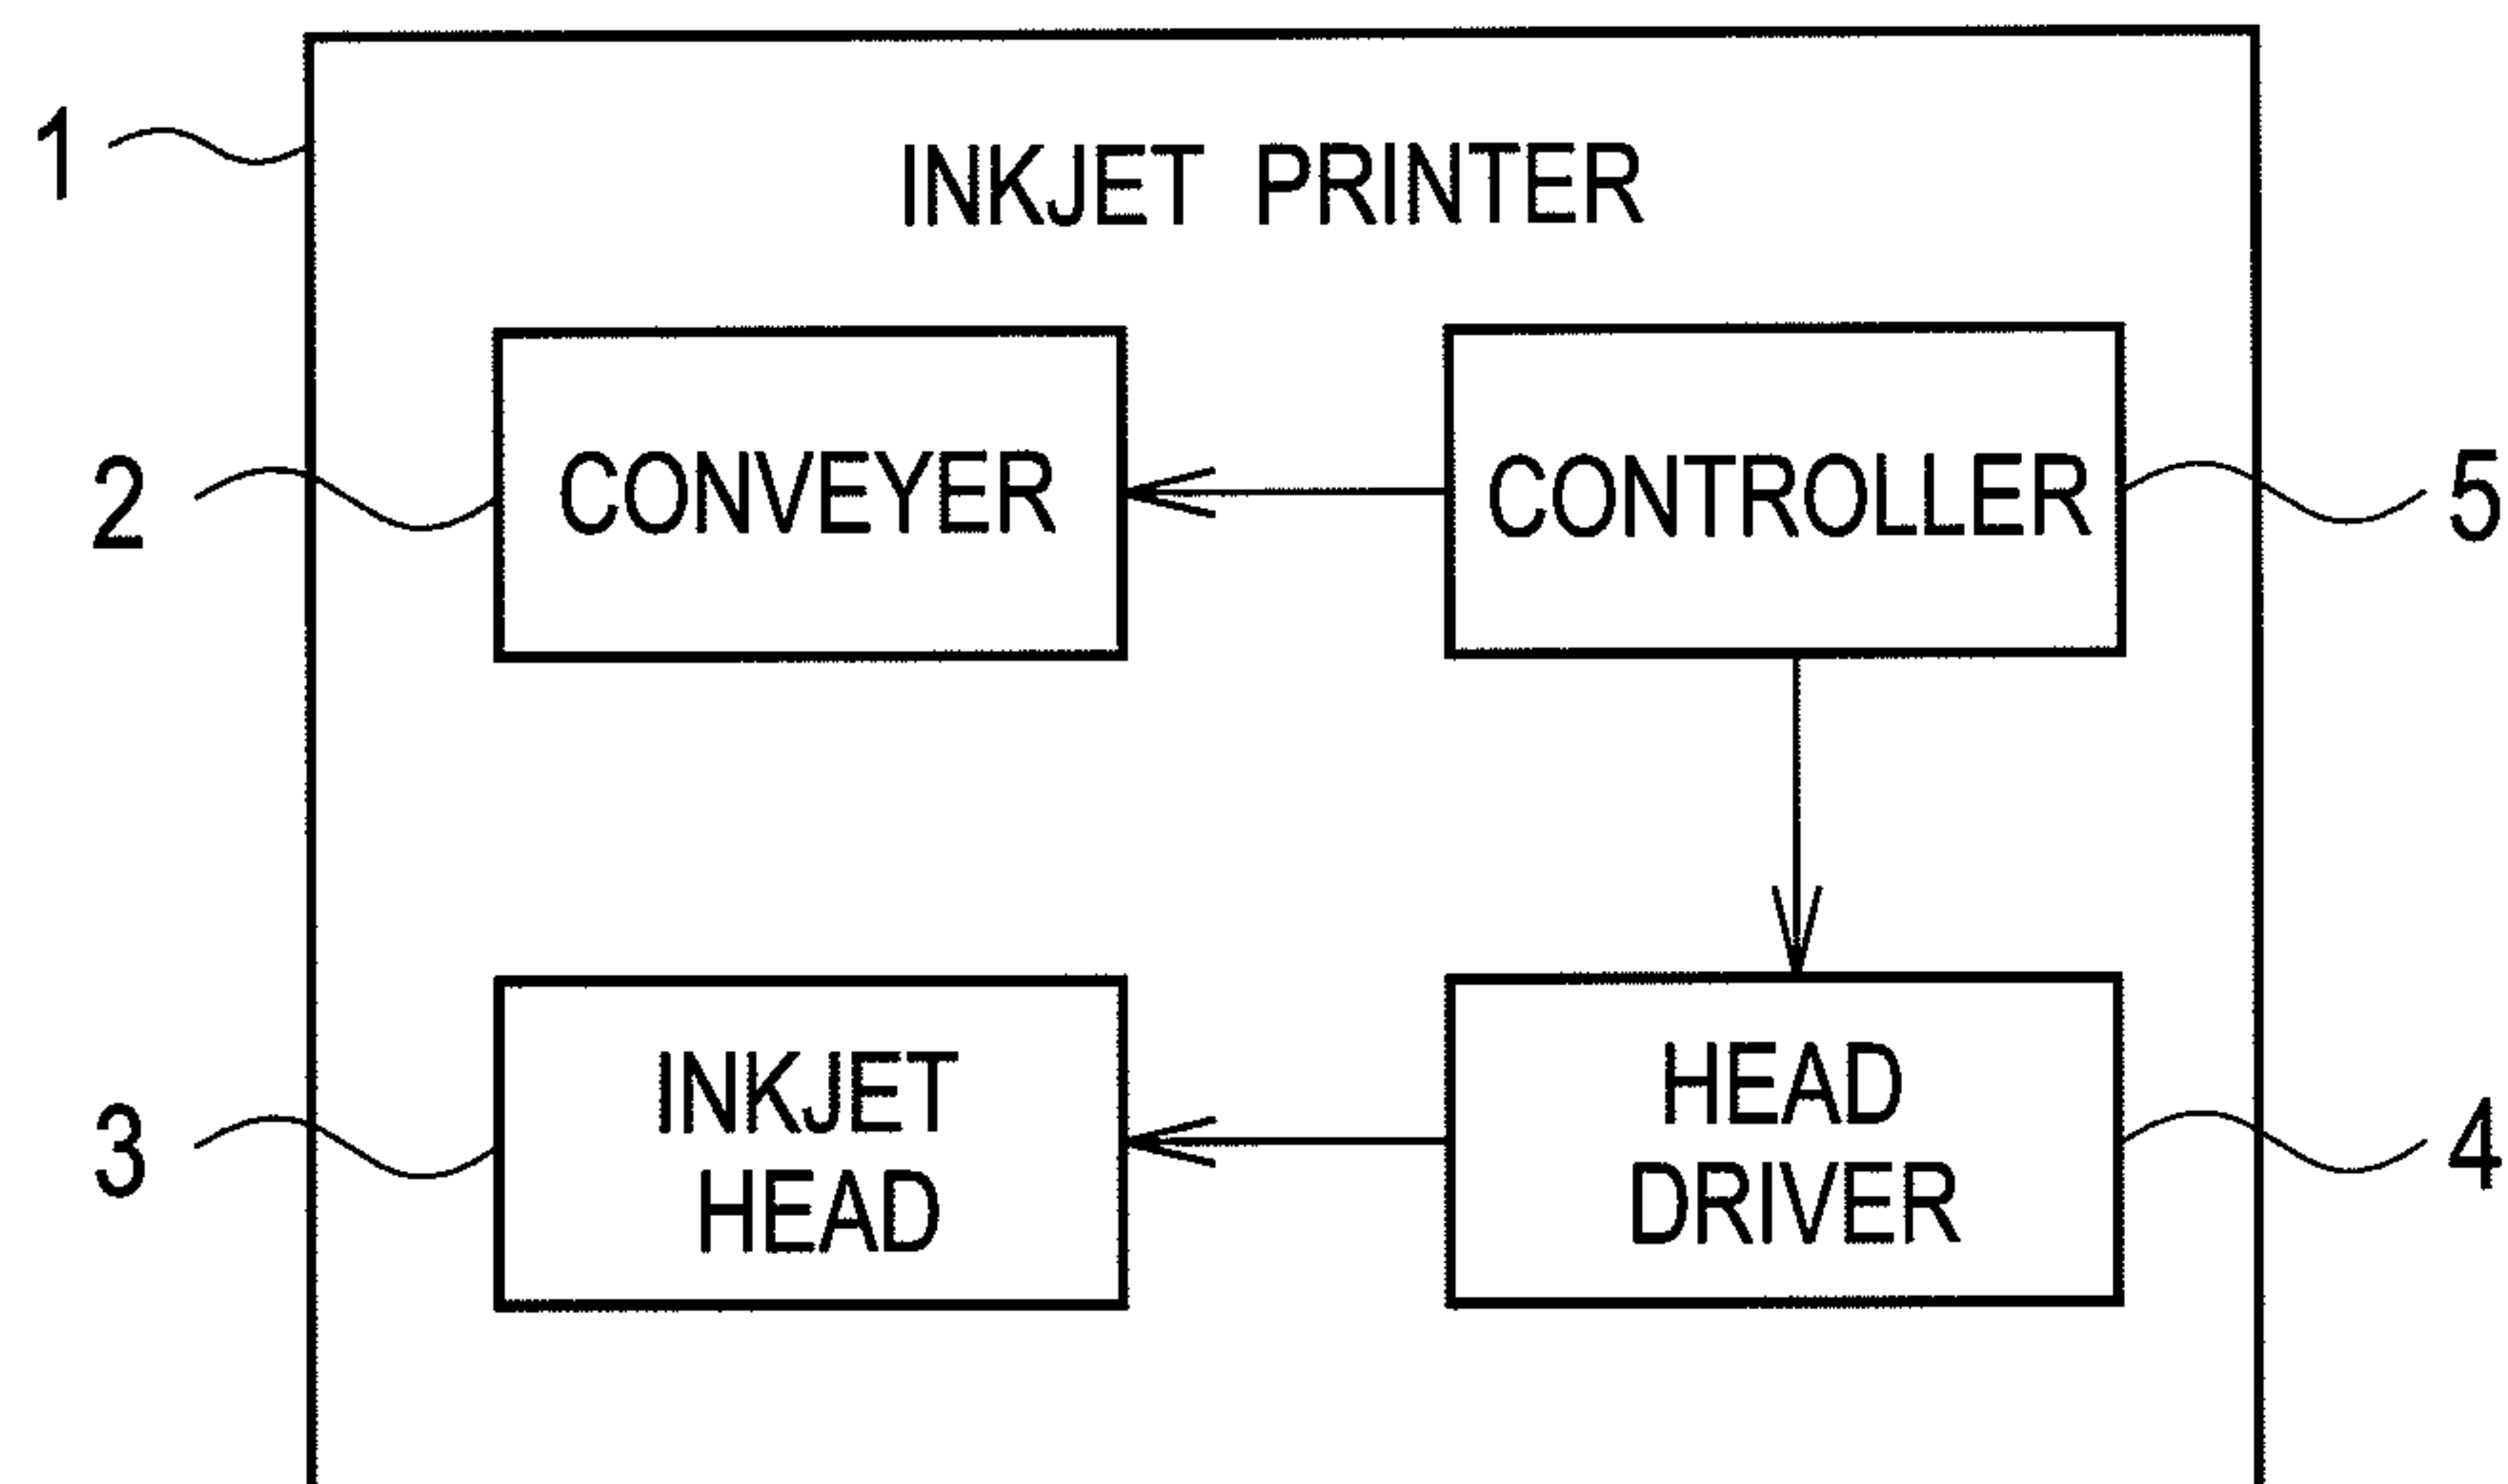 1
INKJET PRINTER
2
CONVEYER
CONTROLLER
5
3
INKJET
HEAD
HEAD
DRIVER
4